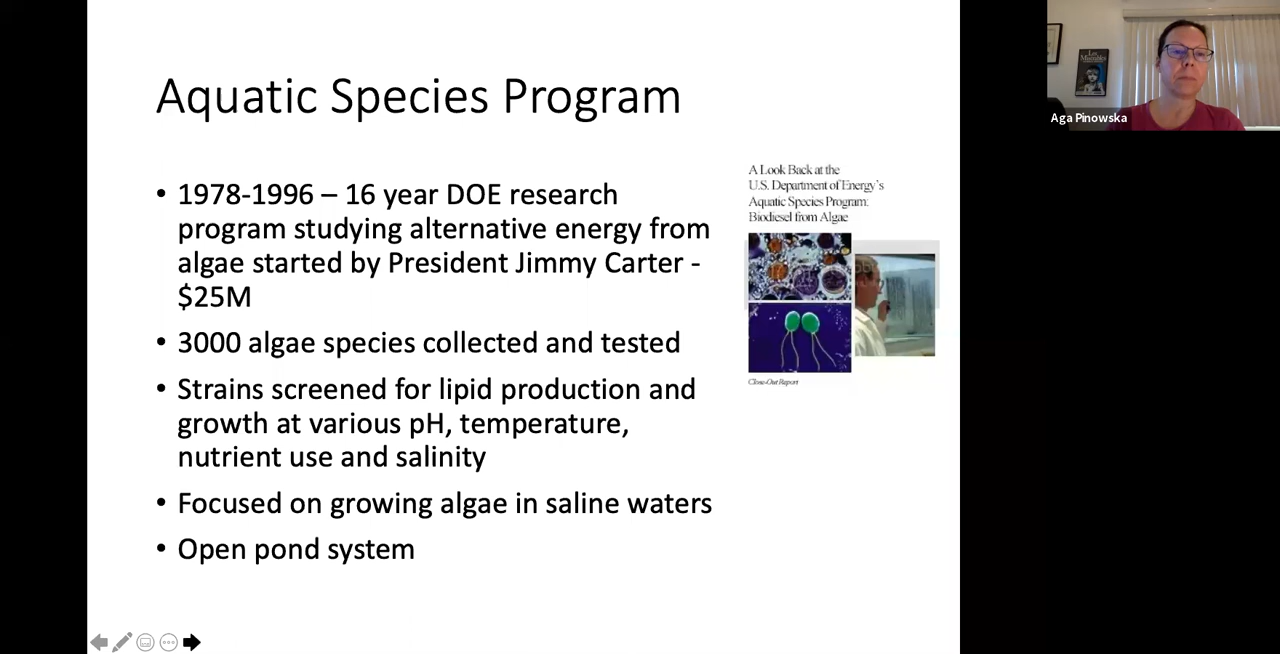 Aquatic Species Program
• 1978-1996 – 16 year DOE research
program studying alternative energy from
algae started by President Jimmy Carter -
$25M
• 3000 algae species collected and tested
• Strains screened for lipid production and
growth at various pH, temperature,
nutrient use and salinity
• Focused on growing algae in saline waters
• Open pond system
A Look Back at the
U.S. Department of Energy's
Aquatic Species Program:
Biodiesel from Algae
Close-Out Report
Les
Misérables
Aga Pinowska